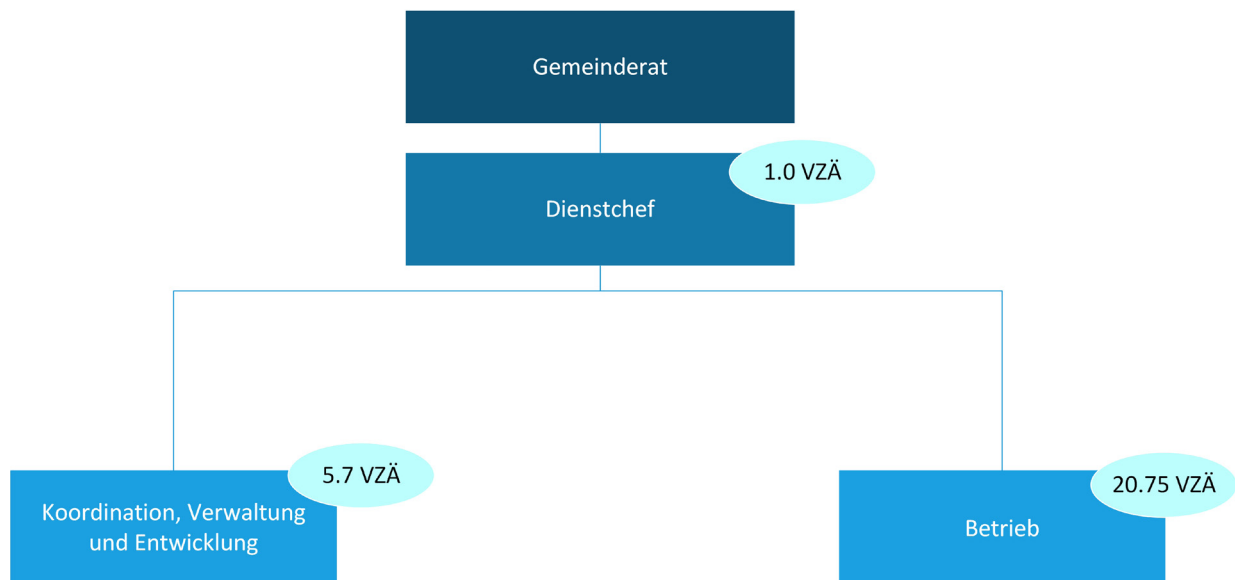 Gemeinderat
1.0 VZÄ
Dienstchef
5.7 VZÄ
Koordination, Verwaltung
und Entwicklung
20.75 VZÄ
Betrieb